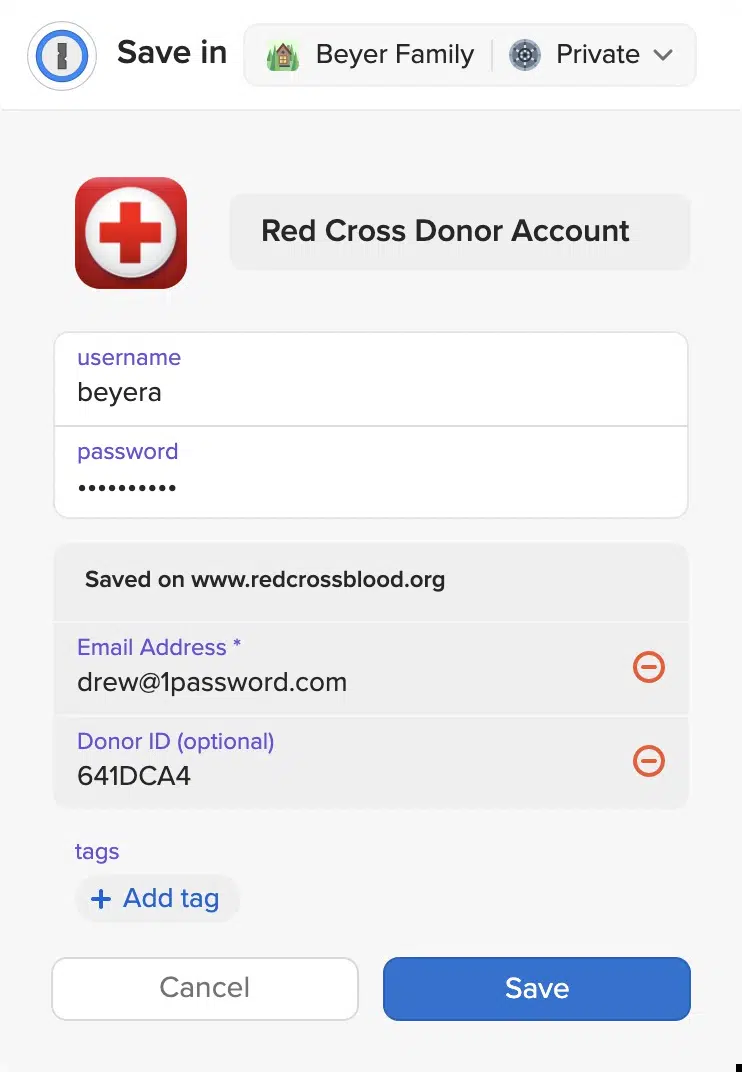 Save in Beyer Family Private
Red Cross Donor Account
username
beyera
password
••••••••••
Saved on www.redcrossblood.org
Email Address *
drew@1password.com
Donor ID (optional)
641DCA4
tags
+ Add tag
Cancel Save